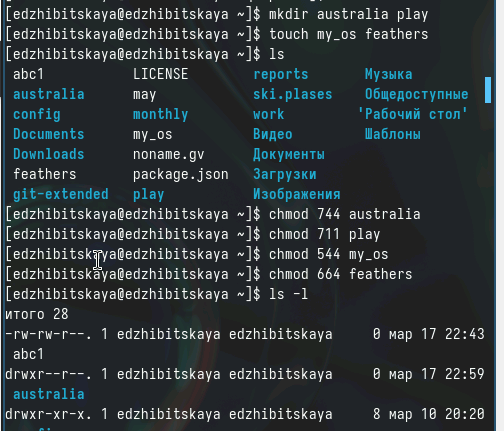 [edzhibitskaya@edzhibitskaya ~]$ mkdir australia play
[edzhibitskaya@edzhibitskaya ~]$ touch my_os feathers
[edzhibitskaya@edzhibitskaya ~]$ ls
abc1 LICENSE reports Музыка
australia may ski.plases Общедоступные
config monthly work 'Рабочий стол'
Documents my_os Видео Шаблоны
Downloads noname.gv Документы
feathers package.json Загрузки
git-extended play Изображения
[edzhibitskaya@edzhibitskaya ~]$ chmod 744 australia
[edzhibitskaya@edzhibitskaya ~]$ chmod 711 play
[edzhibitskaya@edzhibitskaya ~]$ chmod 544 my_os
[edzhibitskaya@edzhibitskaya ~]$ chmod 664 feathers
[edzhibitskaya@edzhibitskaya ~]$ ls -l
итого 28
-rw-rw-r--. 1 edzhibitskaya edzhibitskaya 0 мар 17 22:43
abc1
drwxr--r--. 1 edzhibitskaya edzhibitskaya 0 мар 17 22:59
australia
drwxr-xr-x. 1 edzhibitskaya edzhibitskaya 8 мар 10 20:20